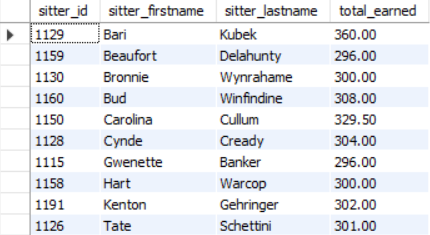 sitter_id sitter_firstname sitter_lastname total_earned
1129 Bari Kubek 360.00
1159 Beaufort Delahunty 296.00
1130 Bronnie Wynrahame 300.00
1160 Bud Winfindine 308.00
1150 Carolina Cullum 329.50
1128 Cynde Cready 304.00
1115 Gwenette Banker 296.00
1158 Hart Warcop 300.00
1191 Kenton Gehringer 302.00
1126 Tate Schettini 301.00